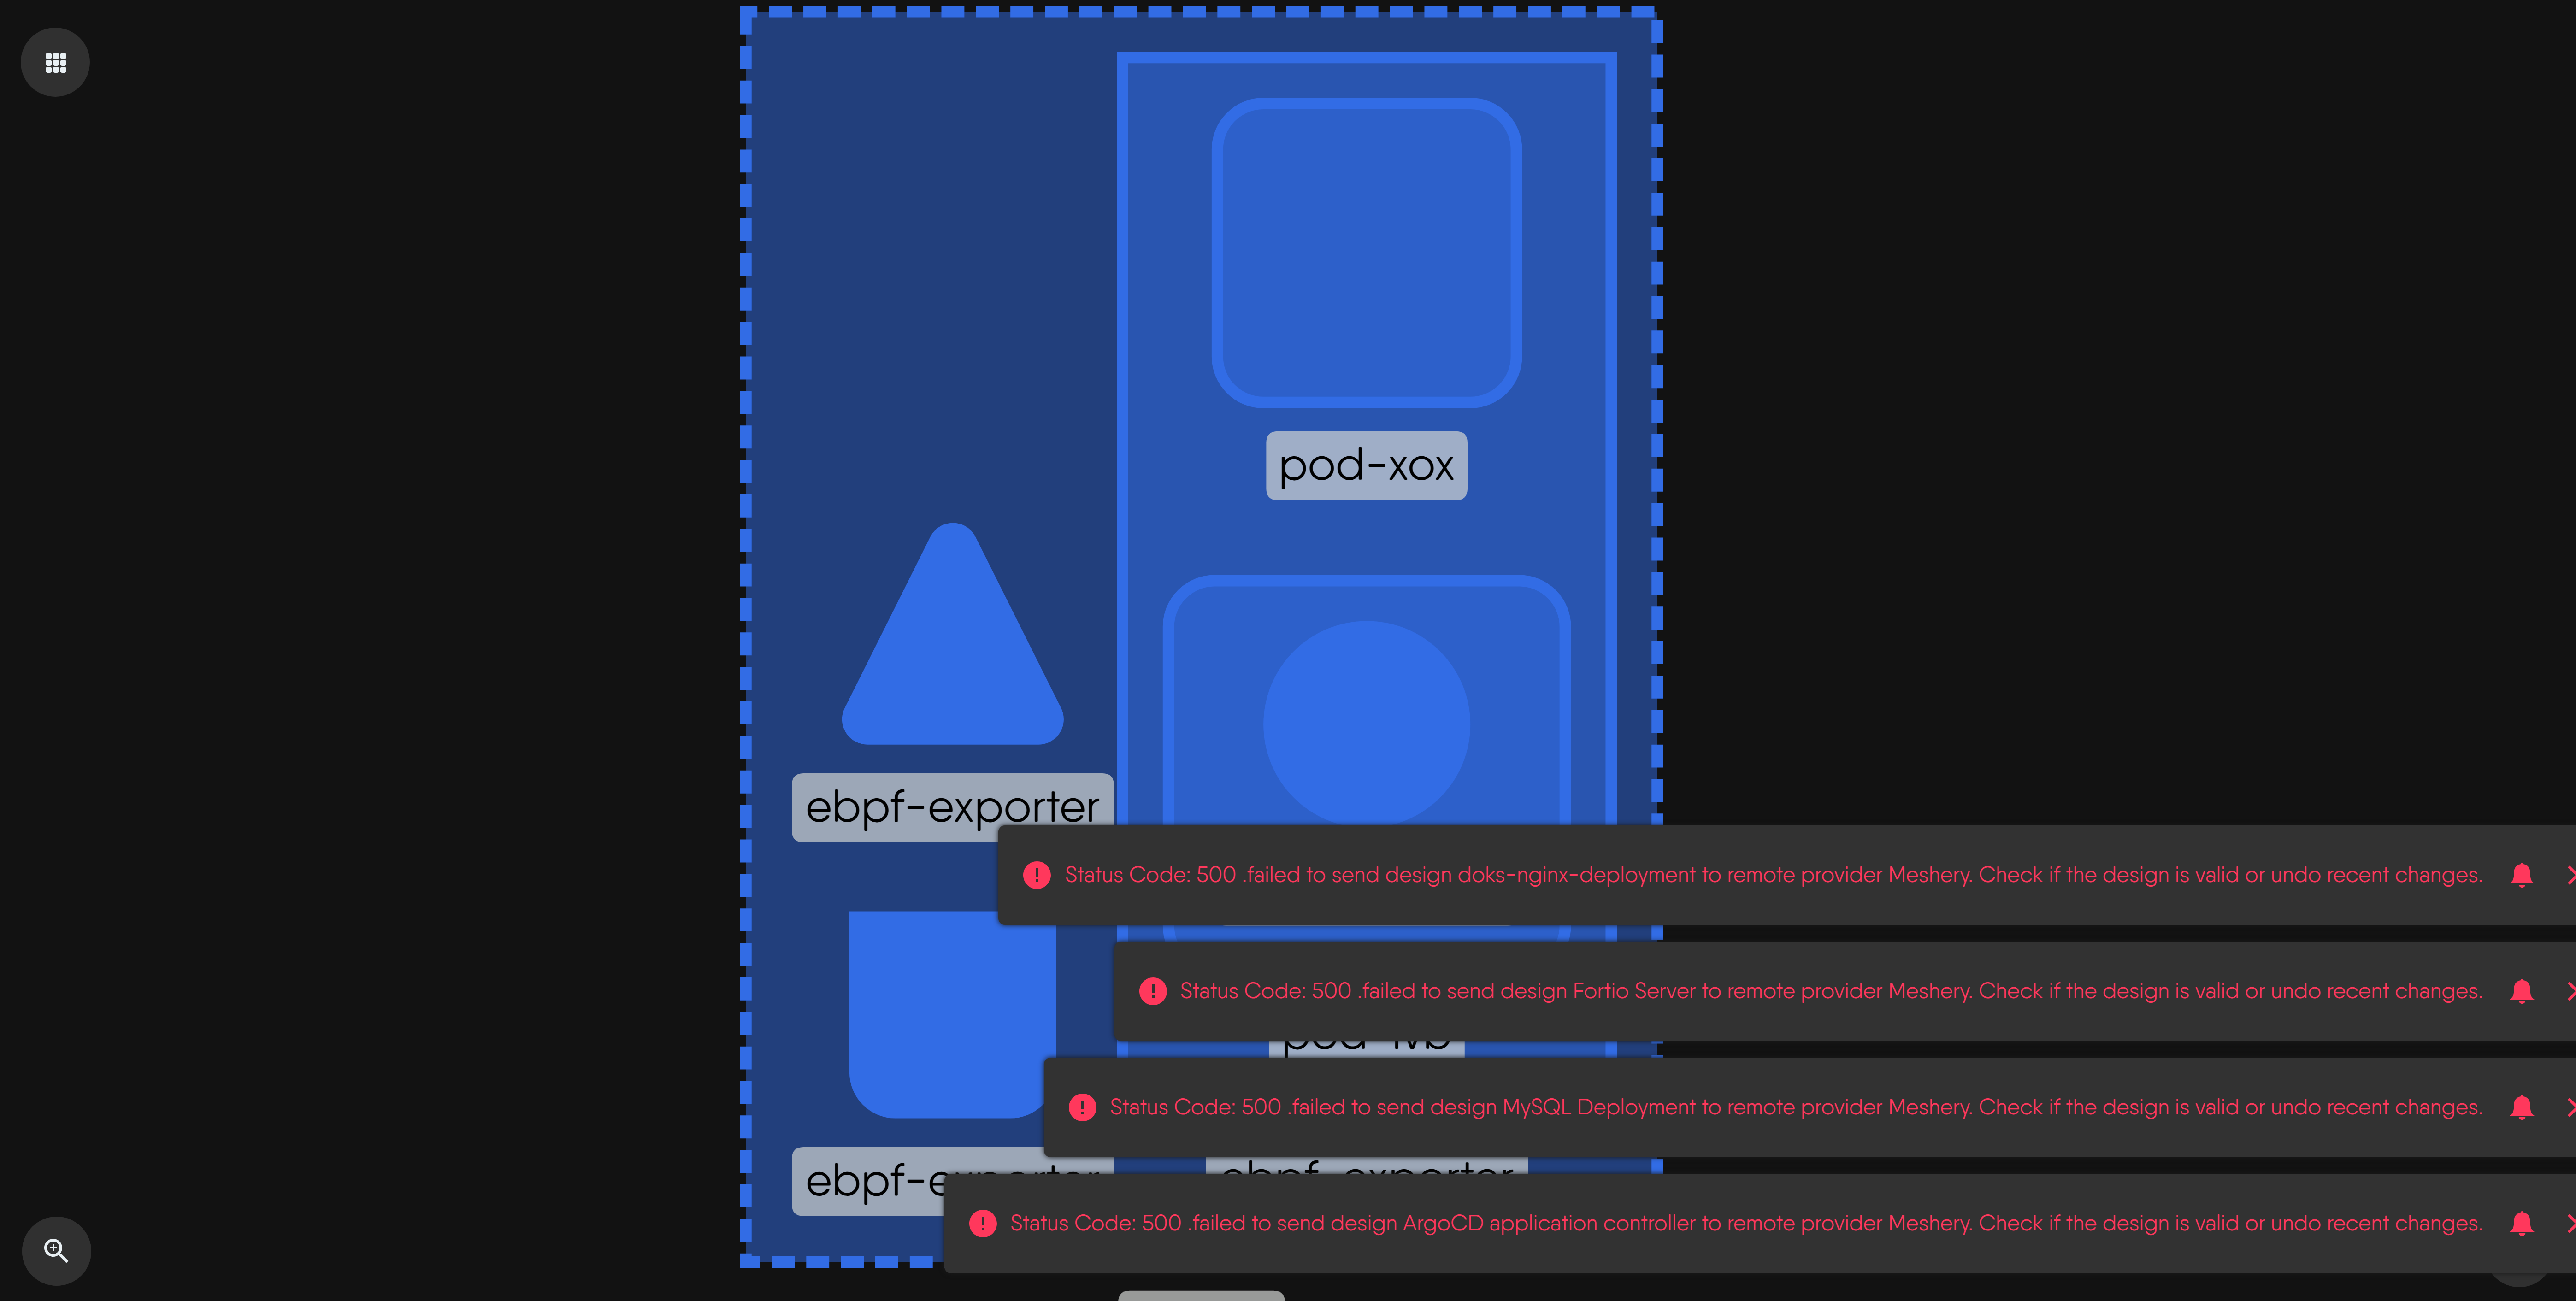 pod-xox
ebpf-exporter
Status Code: 500 .failed to send design doks-nginx-deployment to remote provider Meshery. Check if the design is valid or undo recent changes.
Status Code: 500 .failed to send design Fortio Server to remote provider Meshery. Check if the design is valid or undo recent changes.
Status Code: 500 .failed to send design MySQL Deployment to remote provider Meshery. Check if the design is valid or undo recent changes.
ebpf-exporter
ebpf-exporter
Status Code: 500 .failed to send design ArgoCD application controller to remote provider Meshery. Check if the design is valid or undo recent changes.